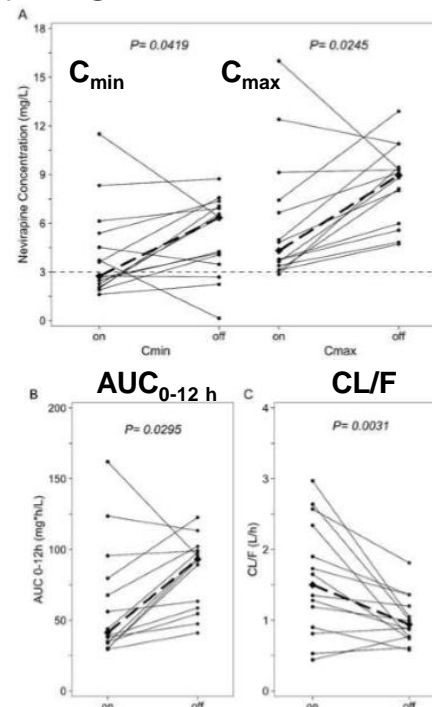 A
P= 0.0419
P= 0.0245
Cmin
Cmax
Nevirapine Concentration (mg/L)
18
15
12
9
6
3
0
on
off
on
off
Cmin
Cmax
B
AUC0-12 h
C
CL/F
P= 0.0295
P= 0.0031
AUC 0-12h (mg*h/L)
200
150
100
50
0
CL/F (L/h)
4
3
2
1
0
on
off
on
off